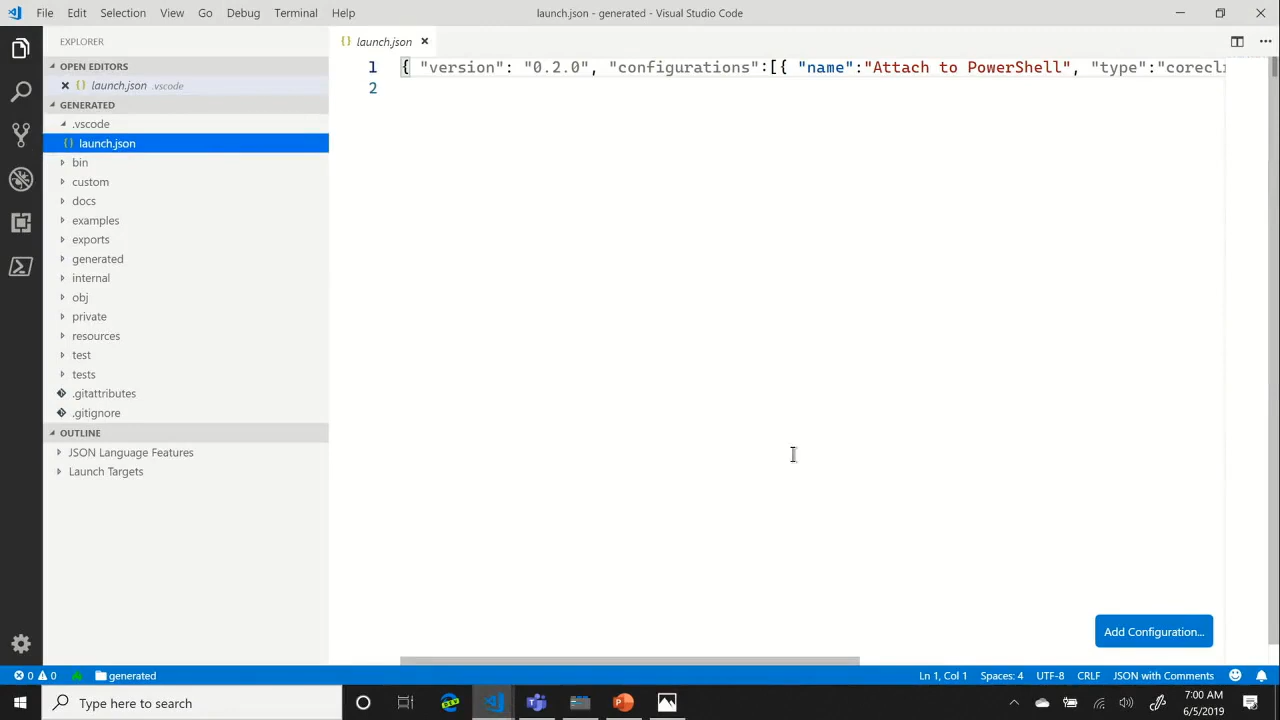 File Edit Selection View Go Debug Terminal Help
launch.json - generated - Visual Studio Code
EXPLORER
OPEN EDITORS
launch.json .vscode
GENERATED
.vscode
launch.json
bin
custom
docs
examples
exports
generated
internal
obj
private
resources
test
tests
.gitattributes
.gitignore
OUTLINE
JSON Language Features
Launch Targets
launch.json
1 { "version": "0.2.0", "configurations":[{ "name":"Attach to PowerShell", "type":"coreclr
2
Add Configuration...
0 0 generated
Ln 1, Col 1 Spaces: 4 UTF-8 CRLF JSON with Comments
Type here to search
7:00 AM
6/5/2019